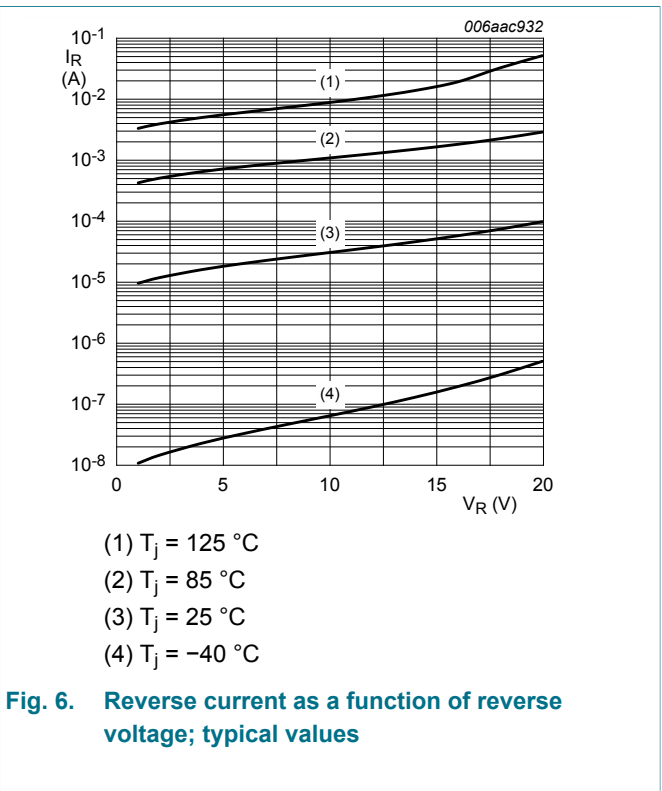 006aac932
10-1
IR
(A)
10-2
(1)
10-3
(2)
10-4
(3)
10-5
10-6
10-7
(4)
10-8
0 5 10 15 20
VR (V)
(1) Tj = 125 °C
(2) Tj = 85 °C
(3) Tj = 25 °C
(4) Tj = −40 °C
Fig. 6. Reverse current as a function of reverse
voltage; typical values